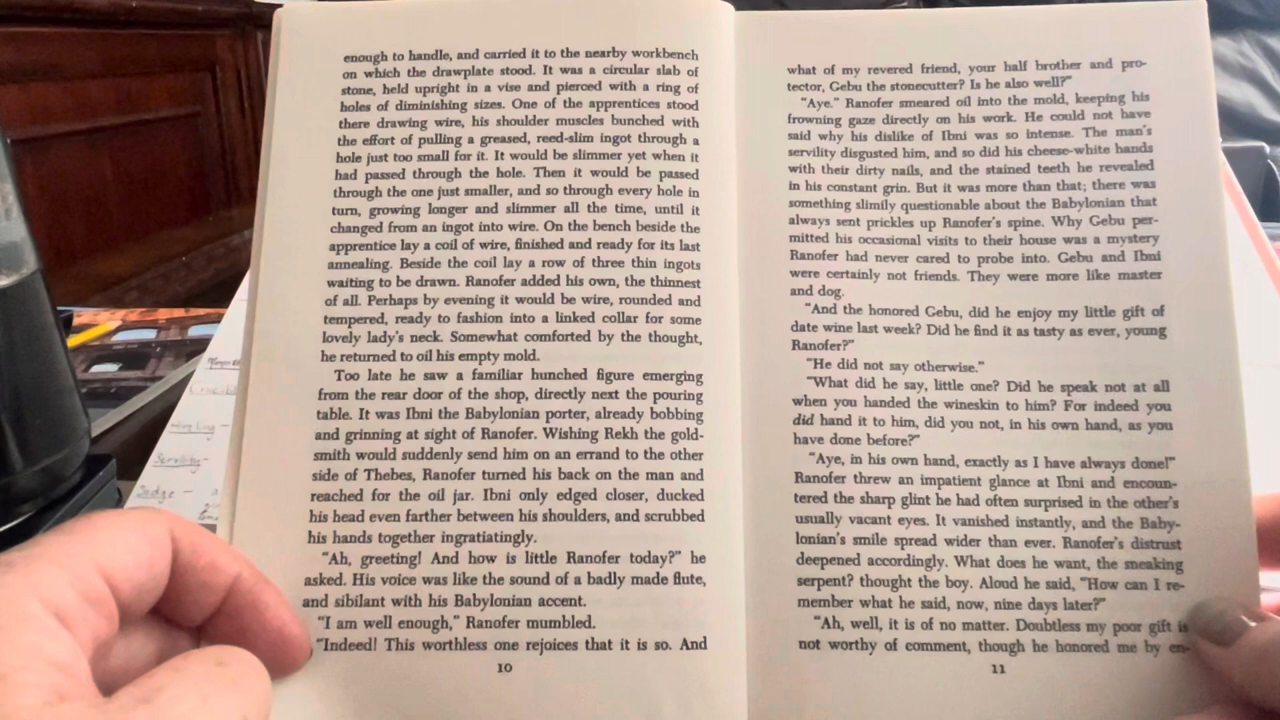 enough to handle, and carried it to the nearby workbench
on which the drawplate stood. It was a circular slab of
stone, held upright in a vise and pierced with a ring of
holes of diminishing sizes. One of the apprentices stood
there drawing wire, his shoulder muscles bunched with
the effort of pulling a greased, reed-slim ingot through a
hole just too small for it. It would be slimmer yet when it
had passed through the hole. Then it would be passed
through the one just smaller, and so through every hole in
turn, growing longer and slimmer all the time, until it
changed from an ingot into wire. On the bench beside the
apprentice lay a coil of wire, finished and ready for its last
annealing. Beside the coil lay a row of three thin ingots
waiting to be drawn. Ranofer added his own, the thinnest
of all. Perhaps by evening it would be wire, rounded and
tempered, ready to fashion into a linked collar for some
lovely lady's neck. Somewhat comforted by the thought,
he returned to oil his empty mold.
Too late he saw a familiar hunched figure emerging
from the rear door of the shop, directly next the pouring
table. It was Ibni the Babylonian porter, already bobbing
and grinning at sight of Ranofer. Wishing Rekh the gold-
smith would suddenly send him on an errand to the other
side of Thebes, Ranofer turned his back on the man and
reached for the oil jar. Ibni only edged closer, ducked
his head even farther between his shoulders, and scrubbed
his hands together ingratiatingly.
"Ah, greeting! And how is little Ranofer today?" he
asked. His voice was like the sound of a badly made flute,
and sibilant with his Babylonian accent.
"I am well enough," Ranofer mumbled.
"Indeed! This worthless one rejoices that it is so. And
10
what of my revered friend, your half brother and pro-
tector, Gebu the stonecutter? Is he also well?"
"Aye." Ranofer smeared oil into the mold, keeping his
frowning gaze directly on his work. He could not have
said why his dislike of Ibni was so intense. The man's
servility disgusted him, and so did his cheese-white hands
with their dirty nails, and the stained teeth he revealed
in his constant grin. But it was more than that; there was
something slimily questionable about the Babylonian that
always sent prickles up Ranofer's spine. Why Gebu per-
mitted his occasional visits to their house was a mystery
Ranofer had never cared to probe into. Gebu and Ibni
were certainly not friends. They were more like master
and dog.
"And the honored Gebu, did he enjoy my little gift of
date wine last week? Did he find it as tasty as ever, young
Ranofer?"
"He did not say otherwise."
"What did he say, little one? Did he speak not at all
when you handed the wineskin to him? For indeed you
did hand it to him, did you not, in his own hand, as you
have done before?"
"Aye, in his own hand, exactly as I have always done!"
Ranofer threw an impatient glance at Ibni and encoun-
tered the sharp glint he had often surprised in the other's
usually vacant eyes. It vanished instantly, and the Baby-
lonian's smile spread wider than ever. Ranofer's distrust
deepened accordingly. What does he want, the sneaking
serpent? thought the boy. Aloud he said, "How can I re-
member what he said, now, nine days later?"
"Ah, well, it is of no matter. Doubtless my poor gift is
not worthy of comment, though he honored me by en-
11
Hireling -
Servility-